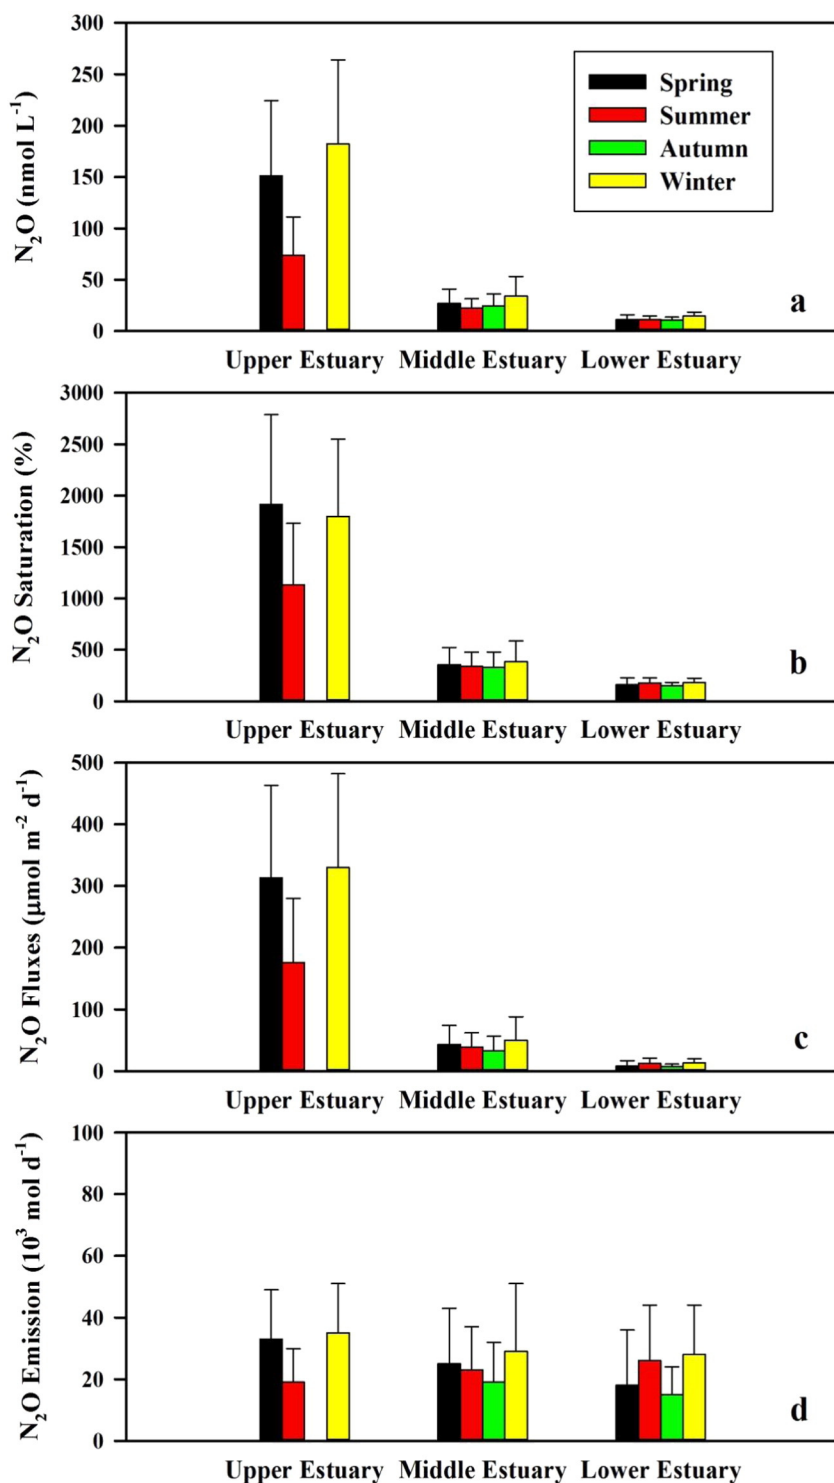 300
250
200
150
100
50
0
N₂O (nmol L⁻¹)
Spring
Summer
Autumn
Winter
a
Upper Estuary Middle Estuary Lower Estuary
3000
2500
2000
1500
1000
500
0
N₂O Saturation (%)
b
Upper Estuary Middle Estuary Lower Estuary
500
400
300
200
100
0
N₂O Fluxes (μmol m⁻² d⁻¹)
c
Upper Estuary Middle Estuary Lower Estuary
100
80
60
40
20
0
N₂O Emission (10³ mol d⁻¹)
d
Upper Estuary Middle Estuary Lower Estuary